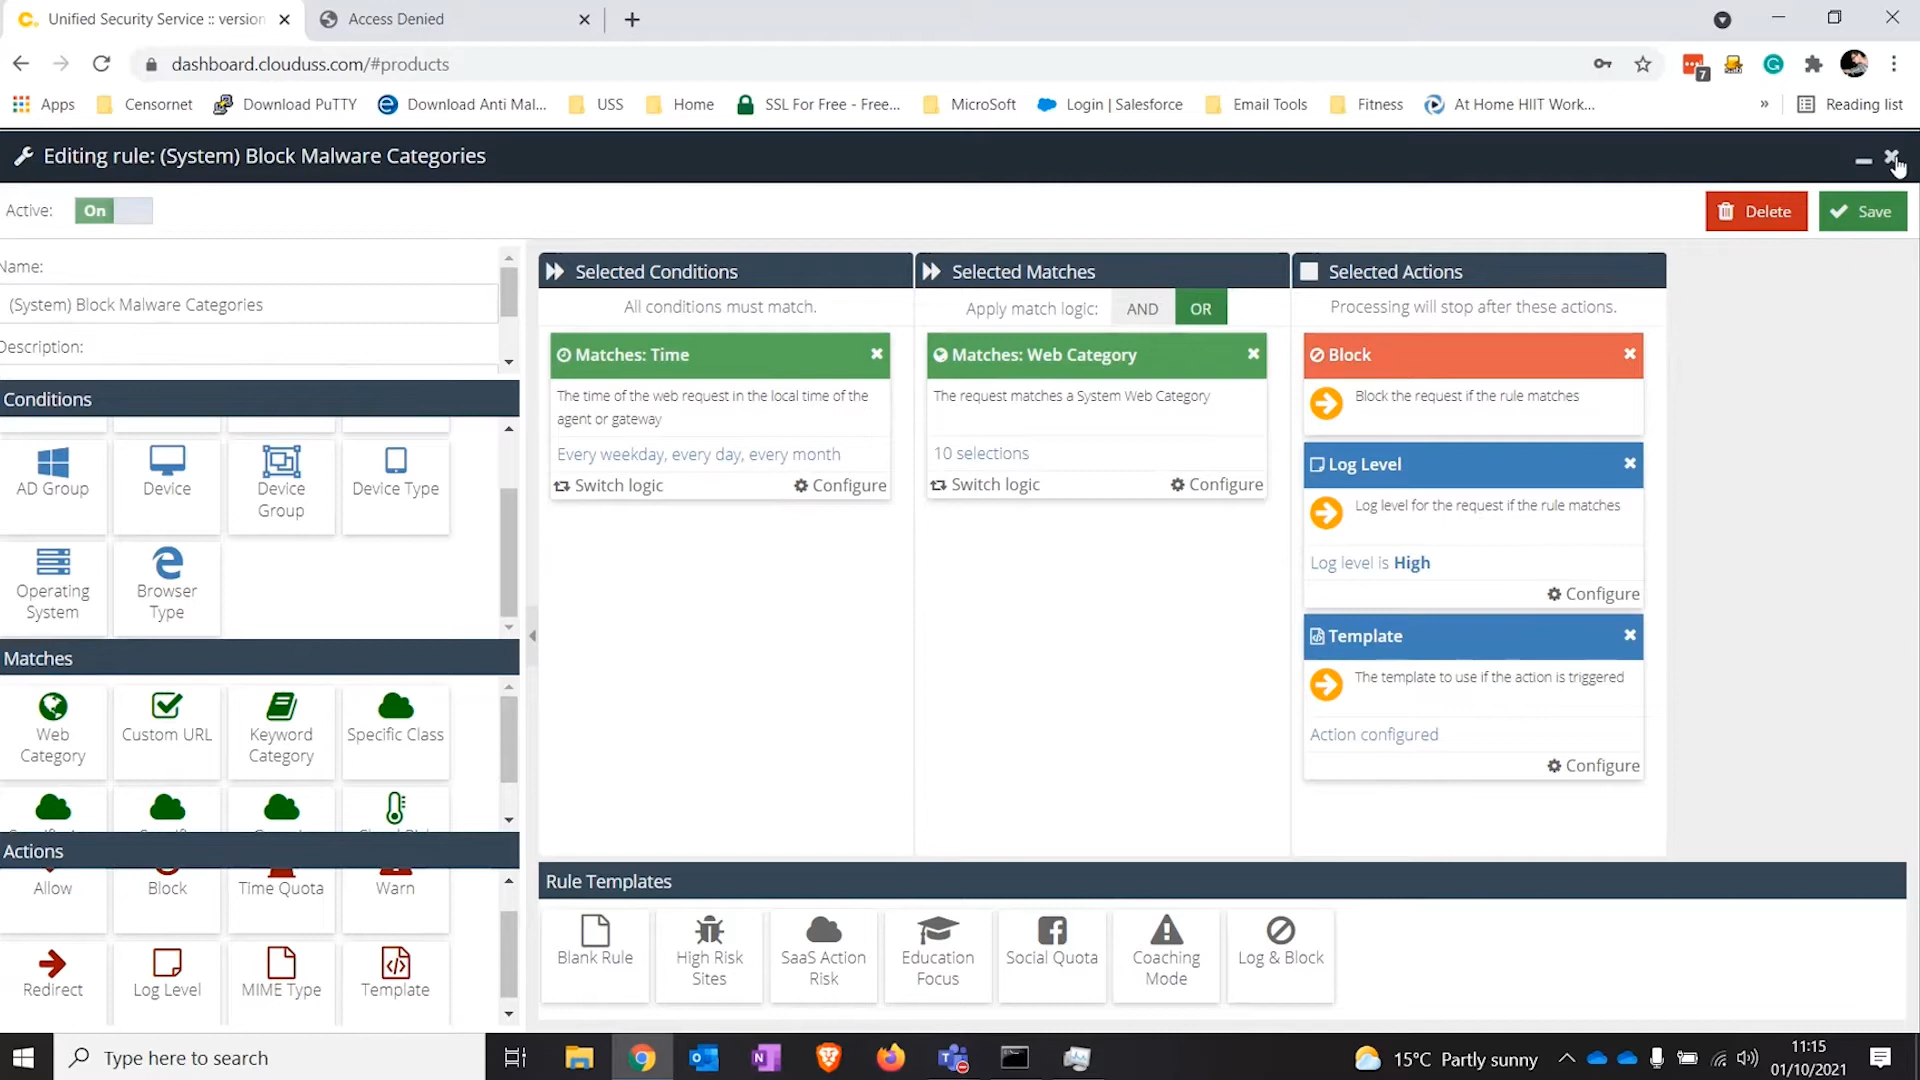 Unified Security Service :: version
Access Denied
dashboard.clouduss.com/#products
7
Apps
Censornet
Download PuTTY
Download Anti Mal...
USS
Home
SSL For Free - Free...
MicroSoft
Login | Salesforce
Email Tools
Fitness
At Home HIIT Work...
»
Reading list
Editing rule: (System) Block Malware Categories
Active:
On
Delete
Save
Name:
(System) Block Malware Categories
Description:
Conditions
AD Group
Device
Device
Group
Device Type
Operating
System
Browser
Type
Matches
Web
Category
Custom URL
Keyword
Category
Specific Class
Actions
Allow
Block
Time Quota
Warn
Redirect
Log Level
MIME Type
Template
Selected Conditions
All conditions must match.
Matches: Time
The time of the web request in the local time of the
agent or gateway
Every weekday, every day, every month
Switch logic
Configure
Selected Matches
Apply match logic:
AND
OR
Matches: Web Category
The request matches a System Web Category
10 selections
Switch logic
Configure
Selected Actions
Processing will stop after these actions.
Block
Block the request if the rule matches
Log Level
Log level for the request if the rule matches
Log level is High
Configure
Template
The template to use if the action is triggered
Action configured
Configure
Rule Templates
Blank Rule
High Risk
Sites
SaaS Action
Risk
Education
Focus
Social Quota
Coaching
Mode
Log & Block
Type here to search
15°C Partly sunny
11:15
01/10/2021